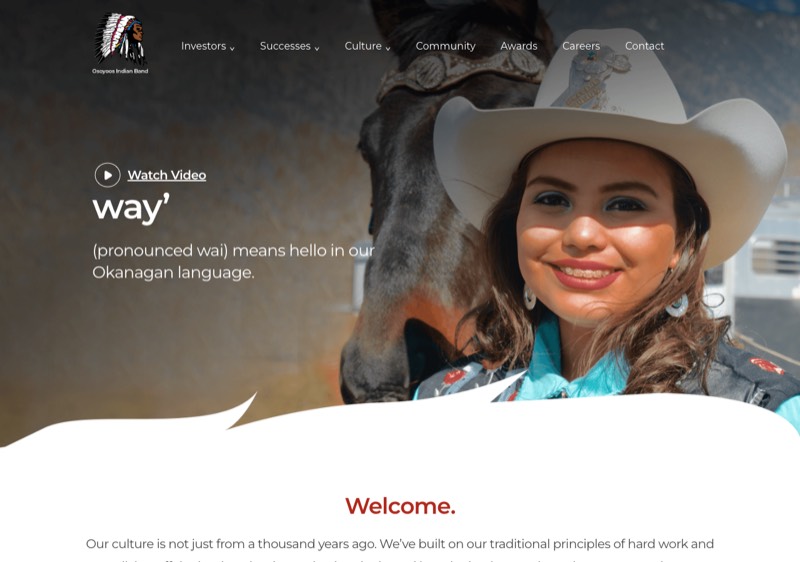 Osoyoos Indian Band
Investors
Successes
Culture
Community
Awards
Careers
Contact
Watch Video
way’
(pronounced wai) means hello in our
Okanagan language.
Welcome.
Our culture is not just from a thousand years ago. We’ve built on our traditional principles of hard work and